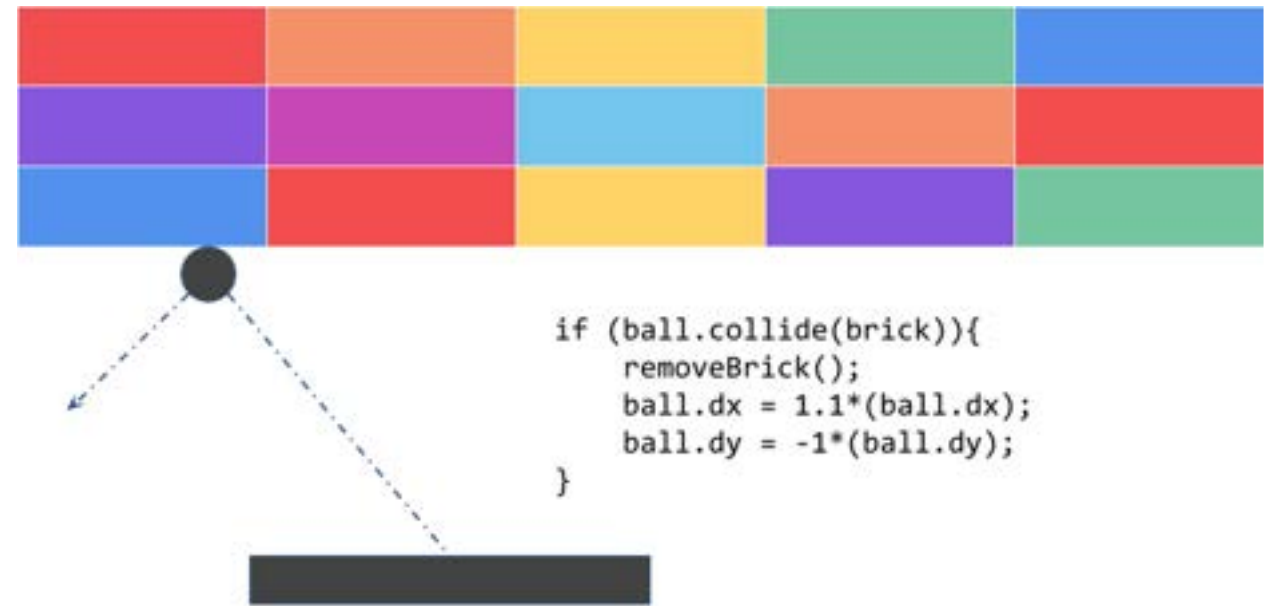 if (ball.collide(brick)){
    removeBrick();
    ball.dx = 1.1*(ball.dx);
    ball.dy = -1*(ball.dy);
}